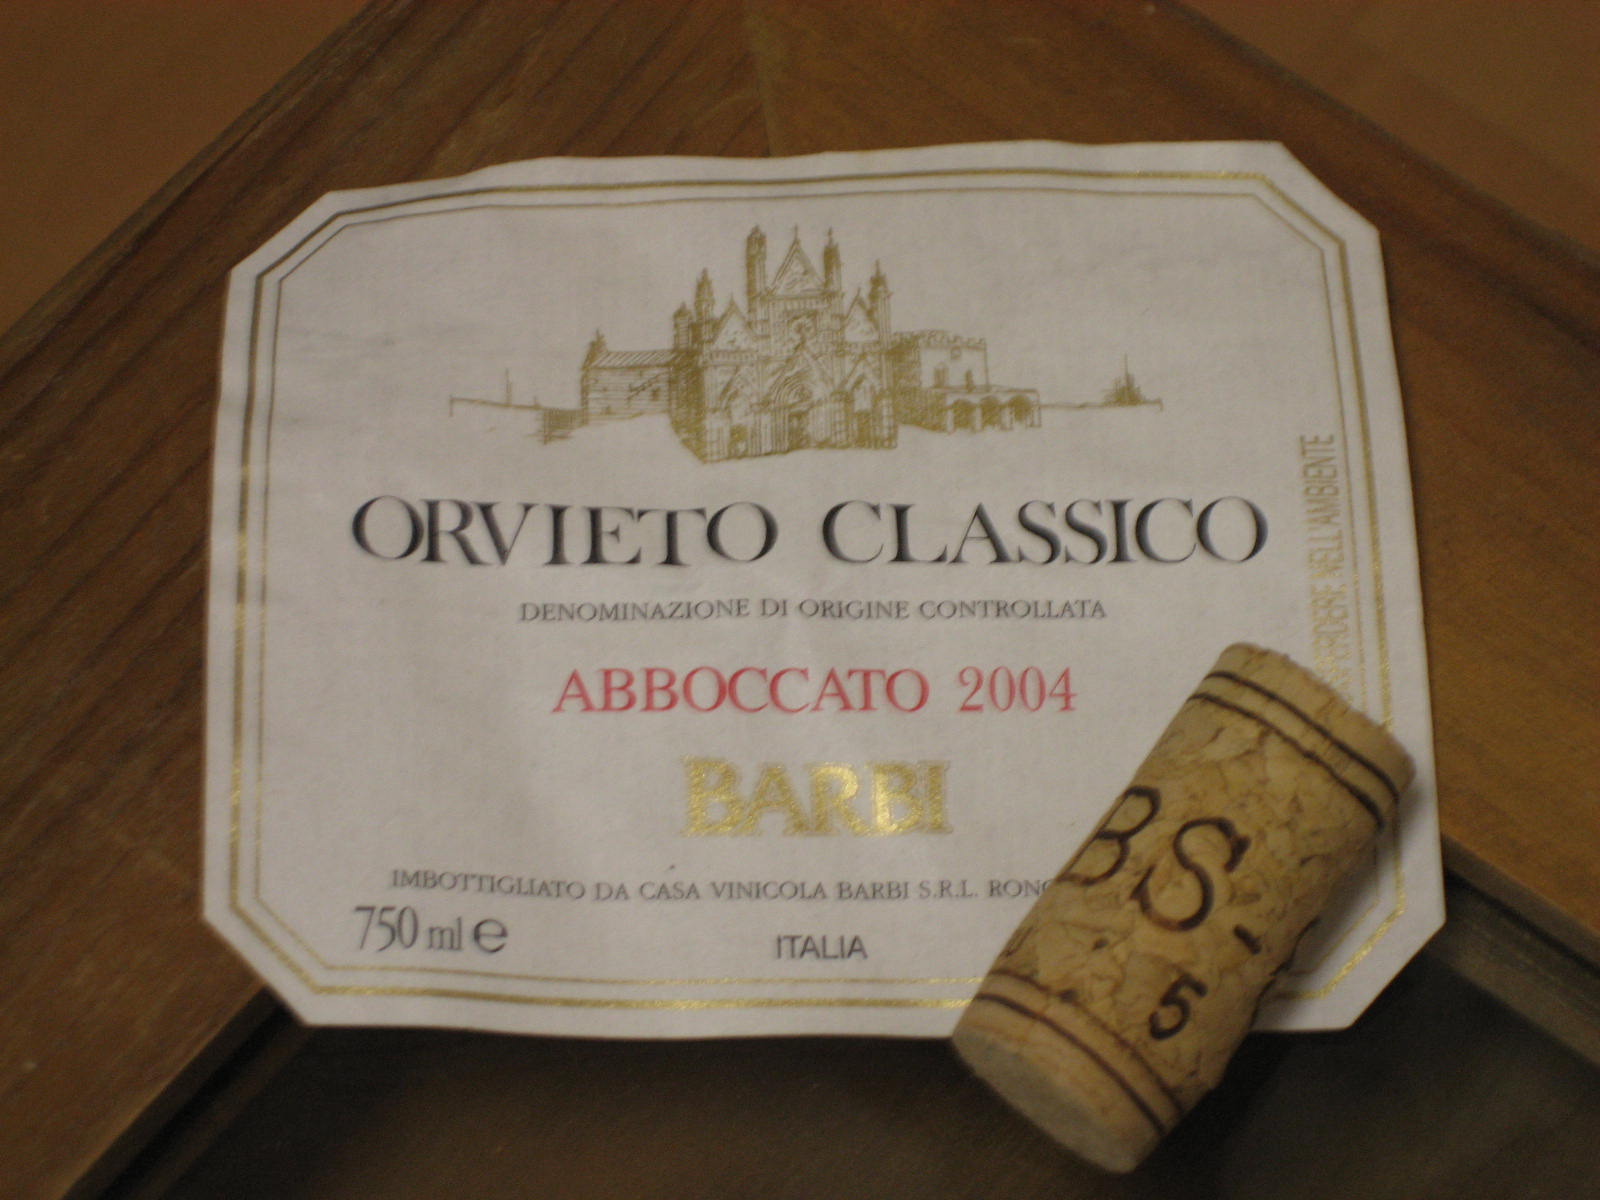 ORVIETO CLASSICO
DENOMINAZIONE DI ORIGINE CONTROLLATA
ABBOCCATO 2004
BARBI
IMBOTTIGLIATO DA CASA VINICOLA BARBI S.R.L.
750 ml e
ITALIA
NELL'AMBIENTE
BS
5